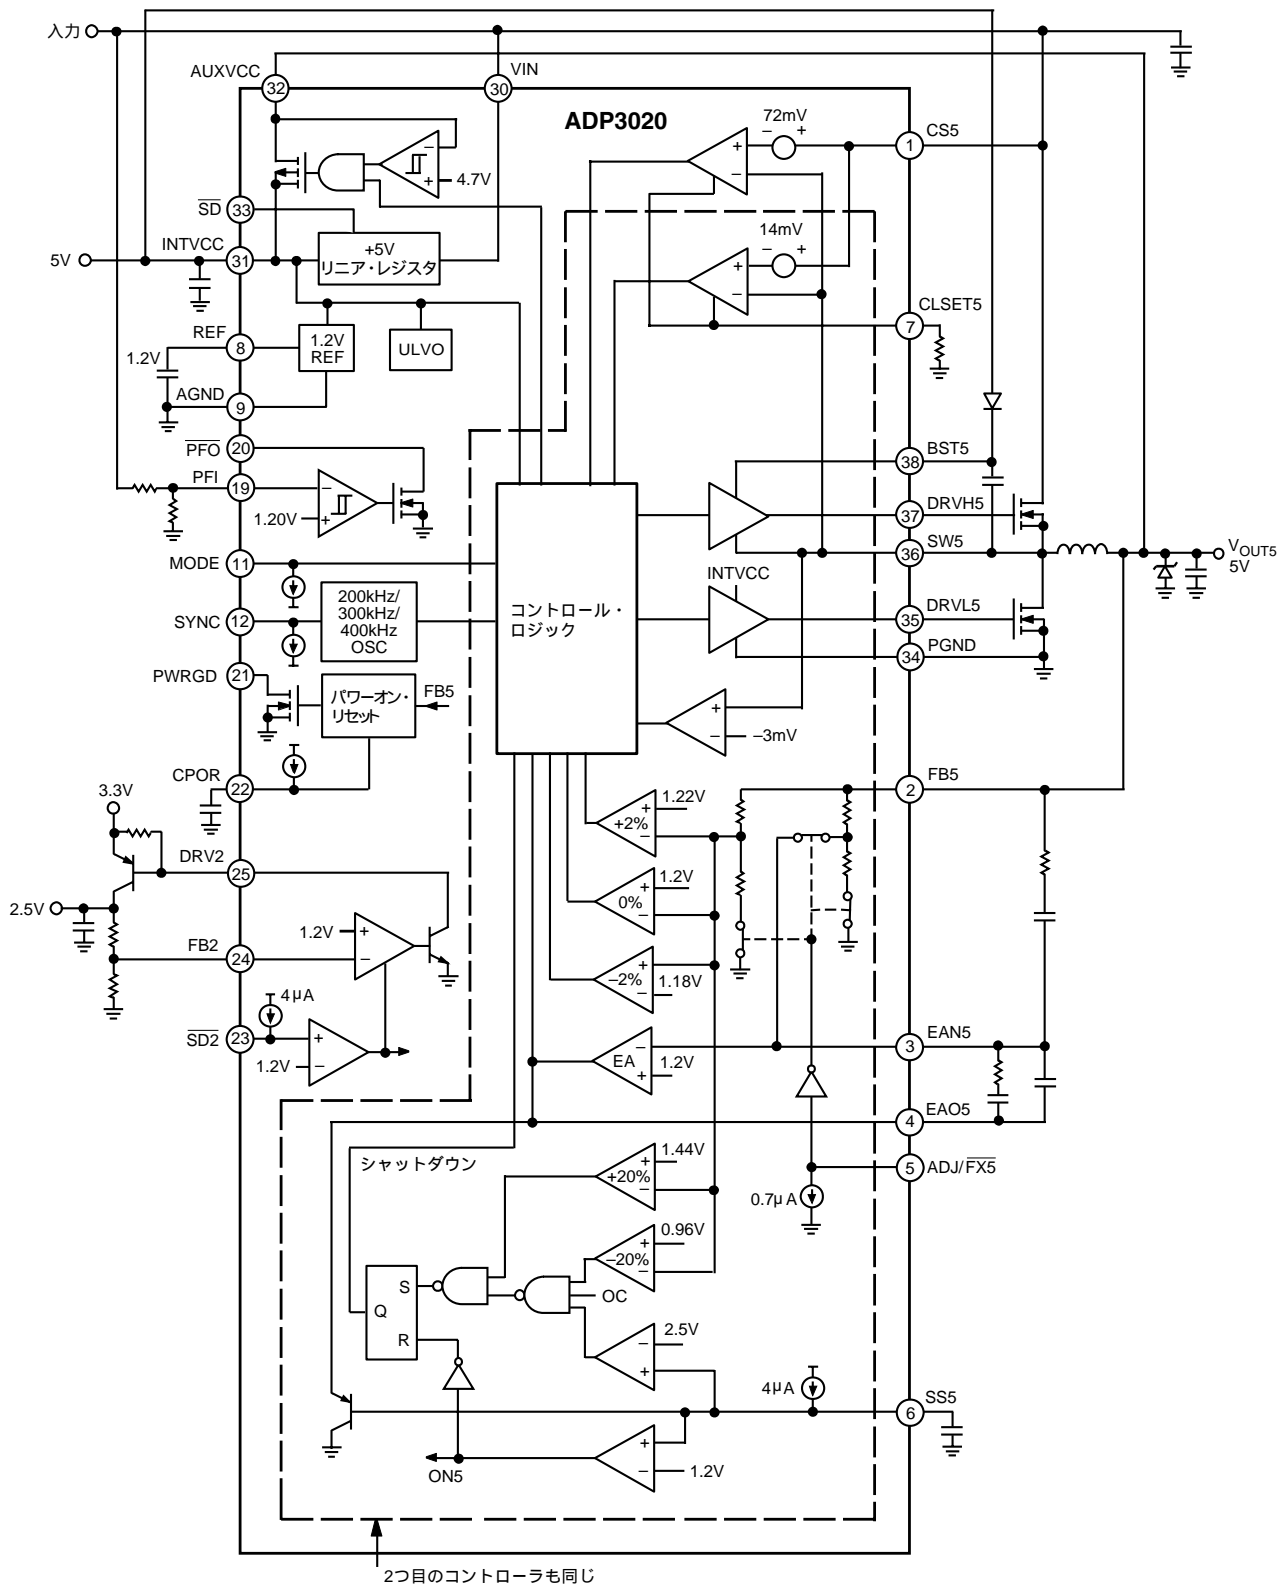 入力
AUXVCC
32
VIN
30
ADP3020
72mV
− +
CS5
1
+
−
−
+
4.7V
SD
33
INTVCC
5V
31
+5V
リニア・レジスタ
14mV
− +
+
−
CLSET5
7
REF
8
1.2V
1.2V
REF
ULVO
AGND
9
PFO
20
PFI
19
−
+
1.20V
BST5
38
DRVH5
37
SW5
36
VOUT5
5V
MODE
11
SYNC
12
200kHz/
300kHz/
400kHz
OSC
コントロール・
ロジック
INTVCC
DRVL5
35
PGND
34
PWRGD
21
パワーオン・
リセット
FB5
+
−
−3mV
CPOR
22
FB5
2
3.3V
1.22V
+
+2%
−
DRV2
25
2.5V
1.2V
+
0%
−
1.2V
+
−
FB2
24
+
−2%
−
1.18V
4µA
SD2
23
+
−
1.2V
−
EA
+
1.2V
EAN5
3
EAO5
4
シャットダウン
1.44V
+
+20%
−
ADJ/FX5
5
0.7µA
0.96V
+
−20%
−
S
Q
R
OC
2.5V
−
+
4µA
SS5
6
+
−
1.2V
ON5
2つ目のコントローラも同じ